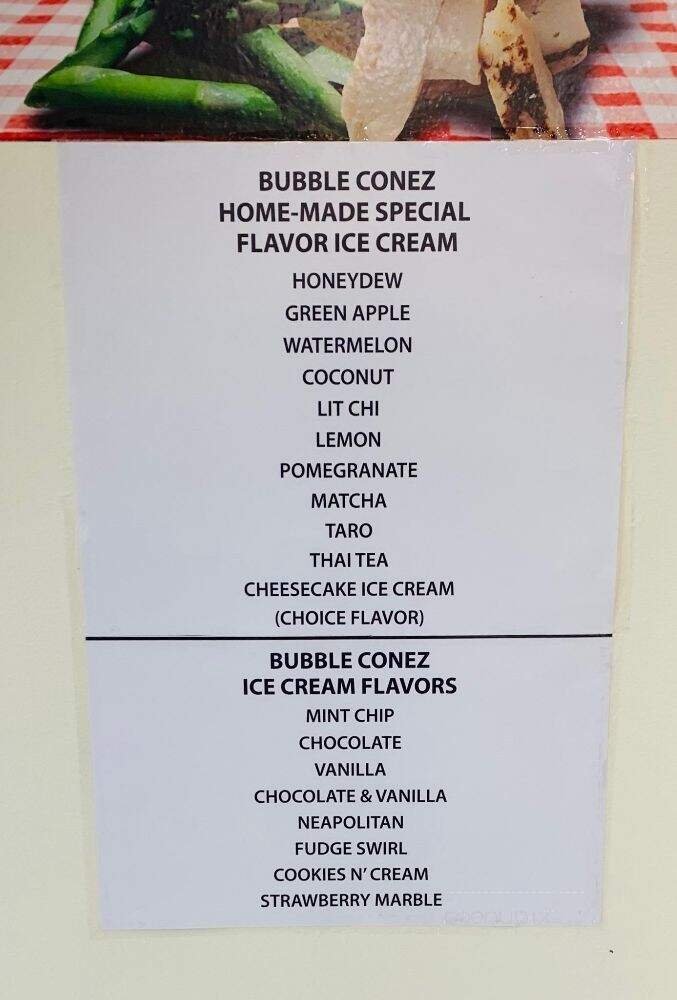 BUBBLE CONEZ
HOME-MADE SPECIAL
FLAVOR ICE CREAM
HONEYDEW
GREEN APPLE
WATERMELON
COCONUT
LIT CHI
LEMON
POMEGRANATE
MATCHA
TARO
THAI TEA
CHEESECAKE ICE CREAM
(CHOICE FLAVOR)
BUBBLE CONEZ
ICE CREAM FLAVORS
MINT CHIP
CHOCOLATE
VANILLA
CHOCOLATE & VANILLA
NEAPOLITAN
FUDGE SWIRL
COOKIES N' CREAM
STRAWBERRY MARBLE